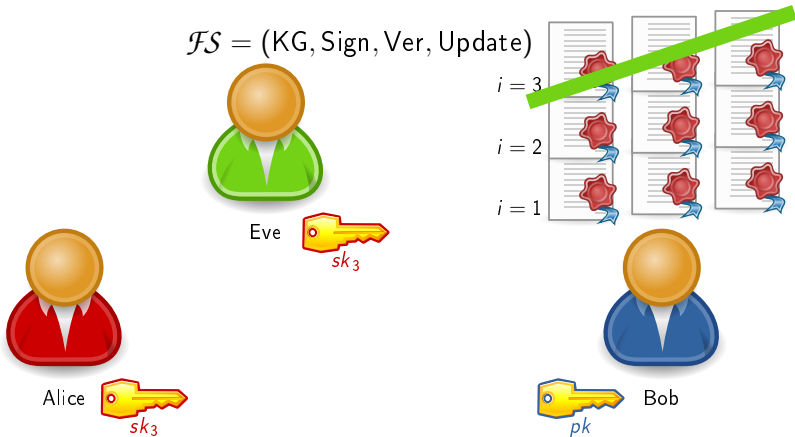 𝓕𝓢 = (KG, Sign, Ver, Update)
i = 3
i = 2
i = 1
Eve
sk₃
Alice
sk₃
Bob
pk